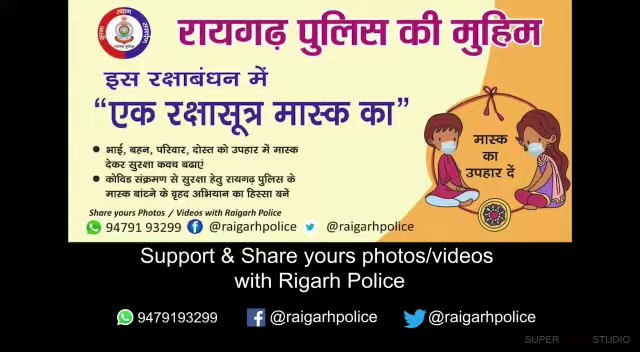 रायगढ़ पुलिस की मुहिम
इस रक्षाबंधन में
“एक रक्षासूत्र मास्क का”
• भाई, बहन, परिवार, दोस्त को उपहार में मास्क
देकर सुरक्षा कवच बढाएं
• कोविड संक्रमण से सुरक्षा हेतु रायगढ़ पुलिस के
मास्क बांटने के वृहद अभियान का हिस्सा बनें
मास्क
का
उपहार दें
Share yours Photos / Videos with Raigarh Police
94791 93299 @raigarhpolice @raigarhpolice
Support & Share yours photos/videos
with Rigarh Police
9479193299 @raigarhpolice @raigarhpolice
SUPER STUDIO